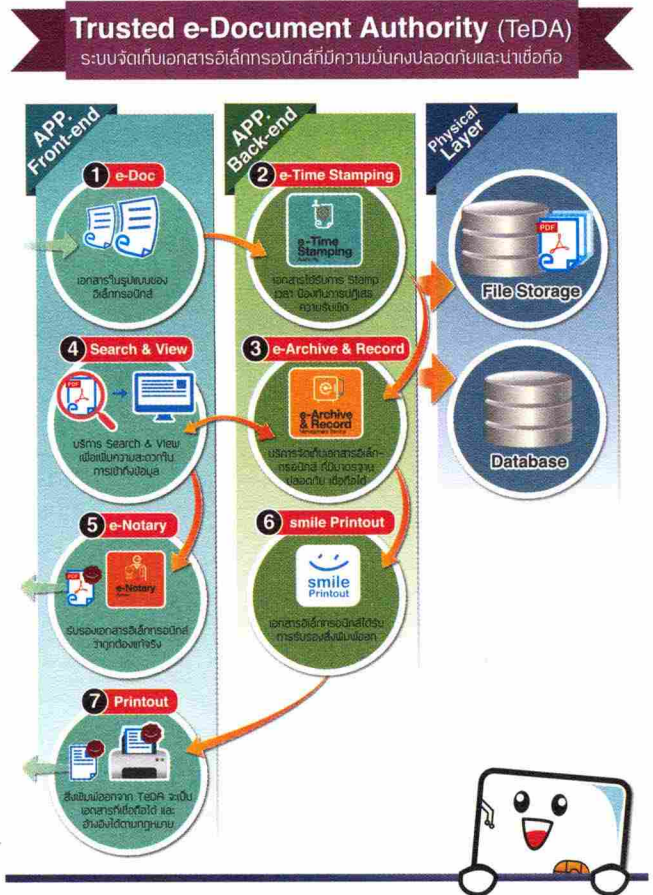 Trusted e-Document Authority (TeDA)
ระบบจัดเก็บเอกสารอิเล็กทรอนิกส์ที่มีความมั่นคงปลอดภัยและน่าเชื่อถือ
APP.
Front-end
APP.
Back-end
Physical
Layer
1 e-Doc
เอกสารในรูปแบบของ
อิเล็กทรอนิกส์
2 e-Time Stamping
e-Time
Stamping
เอกสารได้รับการ Stamp
เวลา ป้องกันการปฏิเสธ
ความรับผิด
PDF
File Storage
4 Search & View
PDF
บริการ Search & View
เพื่อเพิ่มความสะดวกใน
การเข้าถึงข้อมูล
3 e-Archive & Record
e-Archive
& Record
บริการจัดเก็บเอกสารอิเล็ก-
ทรอนิกส์ ที่มีมาตรฐาน
ปลอดภัย เชื่อถือได้
Database
5 e-Notary
PDF
e-Notary
รับรองเอกสารอิเล็กทรอนิกส์
ว่าถูกต้องแท้จริง
6 smile Printout
smile
Printout
เอกสารอิเล็กทรอนิกส์ได้รับ
การรับรองสิ่งพิมพ์ออก
7 Printout
สิ่งพิมพ์ออกจาก TeDA จะเป็น
เอกสารที่เชื่อถือได้ และ
อ้างอิงได้ตามกฎหมาย